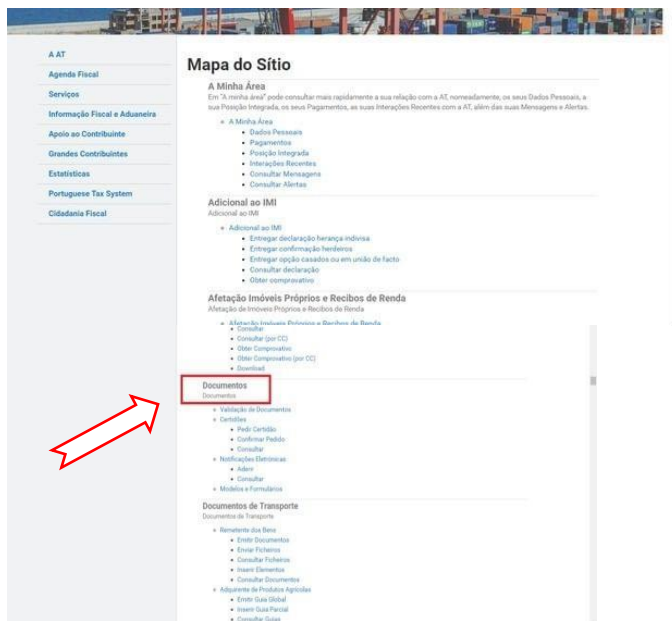 A AT
Agenda Fiscal
Serviços
Informação Fiscal e Aduaneira
Apoio ao Contribuinte
Grandes Contribuintes
Estatísticas
Portuguese Tax System
Cidadania Fiscal
Mapa do Sítio
A Minha Área
Em "A minha área" pode consultar mais rapidamente a sua relação com a AT, nomeadamente, os seus Dados Pessoais, a
sua Posição Integrada, os seus Pagamentos, as suas Interações Recentes com a AT, além das suas Mensagens e Alertas.
A Minha Área
Dados Pessoais
Pagamentos
Posição Integrada
Interações Recentes
Consultar Mensagens
Consultar Alertas
Adicional ao IMI
Adicional ao IMI
Adicional ao IMI
Entregar declaração herança indivisa
Entregar confirmação herdeiros
Entregar opção casados ou em união de facto
Consultar declaração
Obter comprovativo
Afetação Imóveis Próprios e Recibos de Renda
Afetação de Imóveis Próprios e Recibos de Renda
Afetação Imóveis Próprios e Recibos de Renda
Consultar
Consultar (por CC)
Obter Comprovativo
Obter Comprovativo (por CC)
Download
Documentos
Documentos
Validação de Documentos
Certidões
Pedir Certidão
Confirmar Pedido
Consultar
Notificações Eletrónicas
Aderir
Consultar
Modelos e Formulários
Documentos de Transporte
Documentos de Transporte
Remetente dos Bens
Emitir Documentos
Enviar Ficheiros
Consultar Ficheiros
Inserir Elementos
Consultar Documentos
Adquirente de Produtos Agrícolas
Emitir Guia Global
Inserir Guia Parcial
Consultar Guias